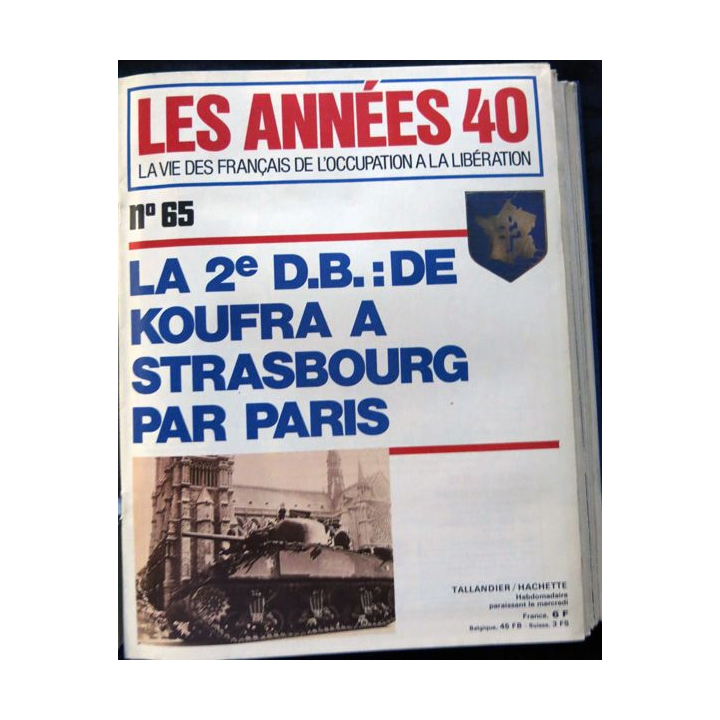 LES ANNÉES 40
LA VIE DES FRANÇAIS DE L'OCCUPATION A LA LIBÉRATION
nº 65
LA 2e D.B. : DE
KOUFRA A
STRASBOURG
PAR PARIS
TALLANDIER / HACHETTE
Hebdomadaire
paraissant le mercredi
France, 6 F
Belgique, 45 FB - Suisse, 3 FS